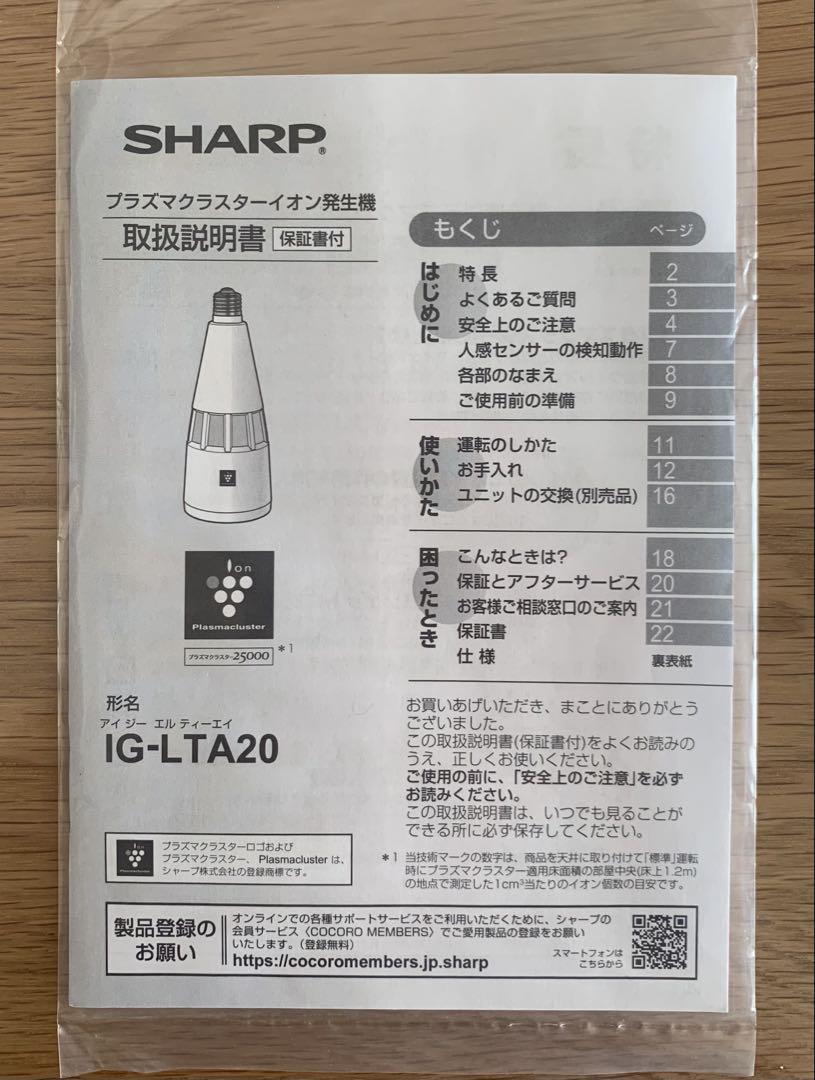 SHARP®
プラズマクラスターイオン発生機
取扱説明書 保証書付
Ion
Plasmacluster
プラズマクラスター25000 *1
形名
アイ ジー エル ティーエイ
IG-LTA20
もくじ ページ
はじめに
特長 2
よくあるご質問 3
安全上のご注意 4
人感センサーの検知動作 7
各部のなまえ 8
ご使用前の準備 9
使いかた
運転のしかた 11
お手入れ 12
ユニットの交換(別売品) 16
困ったとき
こんなときは? 18
保証とアフターサービス 20
お客様ご相談窓口のご案内 21
保証書 22
仕様 裏表紙
お買いあげいただき、まことにありがとう
ございました。
この取扱説明書(保証書付)をよくお読みの
うえ、正しくお使いください。
ご使用の前に、「安全上のご注意」を必ず
お読みください。
この取扱説明書は、いつでも見ることが
できる所に必ず保存してください。
Ion
Plasmacluster
プラズマクラスターロゴおよび
プラズマクラスター、Plasmacluster は、
シャープ株式会社の登録商標です。
*1 当技術マークの数字は、商品を天井に取り付けて「標準」運転
時にプラズマクラスター適用床面積の部屋中央(床上1.2m)
の地点で測定した1cm³当たりのイオン個数の目安です。
製品登録の
お願い
オンラインでの各種サポートサービスをご利用いただくために、シャープの
会員サービス〈COCORO MEMBERS〉でご愛用製品の登録をお願い
いたします。(登録無料)
https://cocoromembers.jp.sharp
スマートフォンは
こちらから